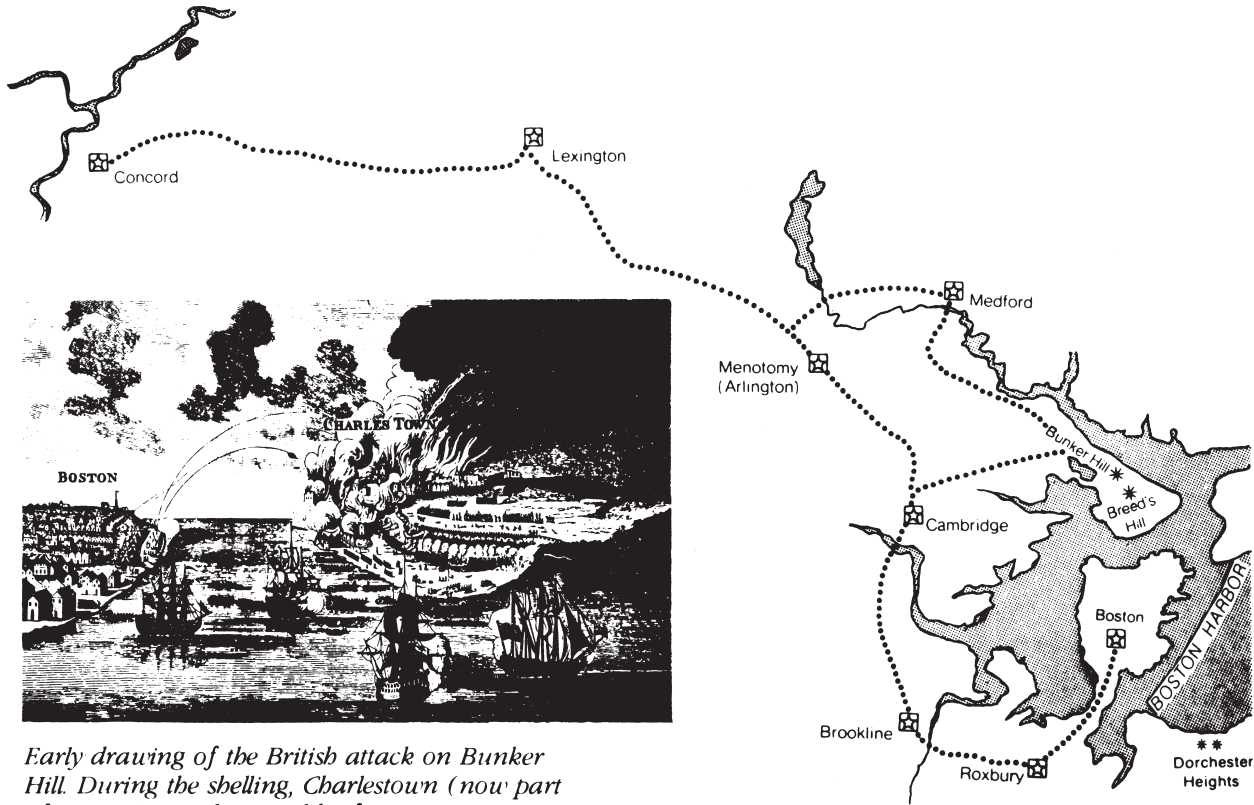 Concord
Lexington
Medford
Menotomy
(Arlington)
Bunker Hill
Breed's
Hill
Cambridge
Boston
BOSTON HARBOR
Brookline
Roxbury
Dorchester
Heights
CHARLES TOWN
BOSTON
Early drawing of the British attack on Bunker
Hill. During the shelling, Charlestown (now part